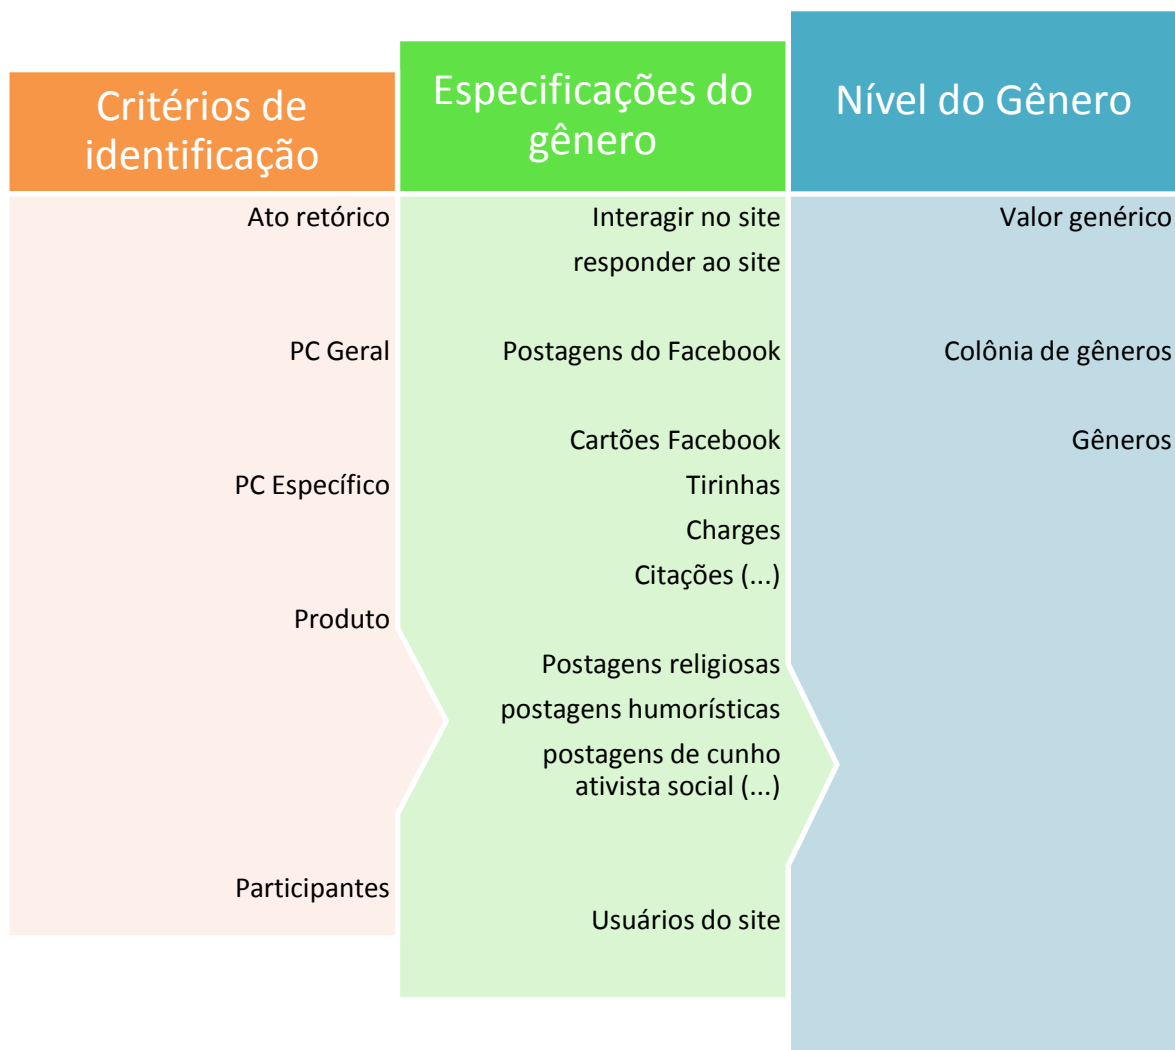 Critérios de
identificação
Ato retórico
PC Geral
PC Específico
Produto
Participantes
Especificações do
gênero
Interagir no site
responder ao site
Postagens do Facebook
Cartões Facebook
Tirinhas
Charges
Citações (...)
Postagens religiosas
postagens humorísticas
postagens de cunho
ativista social (...)
Usuários do site
Nível do Gênero
Valor genérico
Colônia de gêneros
Gêneros